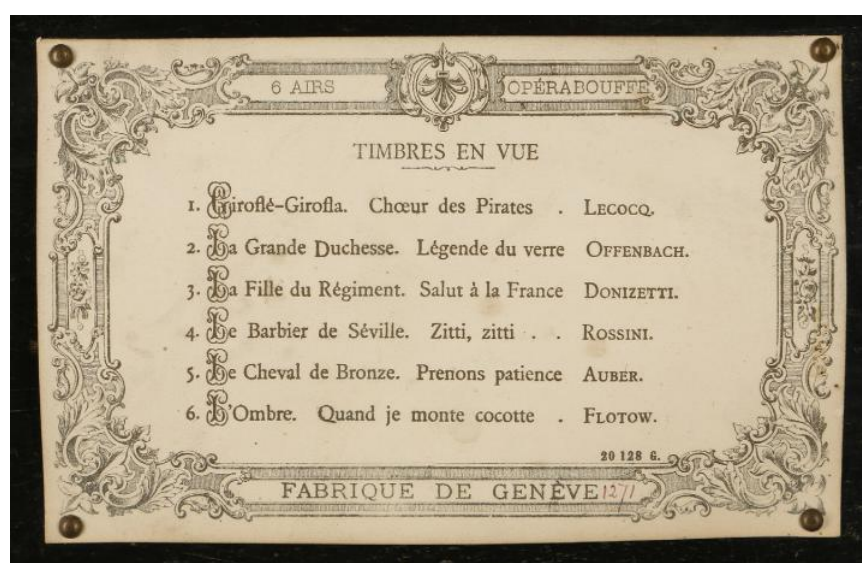 6 AIRS OPÉRABOUFFE
TIMBRES EN VUE
1. Giroflé-Girofla. Chœur des Pirates . LECOCQ.
2. La Grande Duchesse. Légende du verre OFFENBACH.
3. La Fille du Régiment. Salut à la France DONIZETTI.
4. Le Barbier de Séville. Zitti, zitti . . ROSSINI.
5. Le Cheval de Bronze. Prenons patience AUBER.
6. L'Ombre. Quand je monte cocotte . FLOTOW.
20 128 G.
FABRIQUE DE GENÈVE 1271